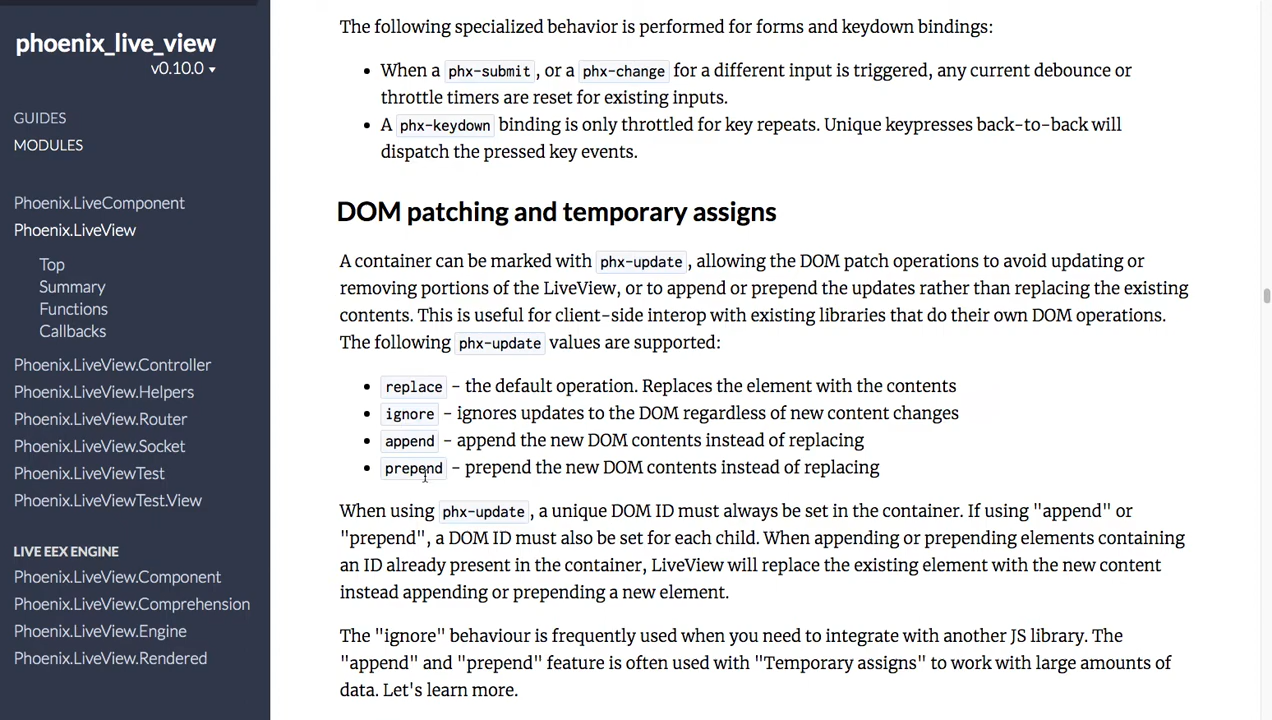 phoenix_live_view
v0.10.0
GUIDES
MODULES
Phoenix.LiveComponent
Phoenix.LiveView
Top
Summary
Functions
Callbacks
Phoenix.LiveView.Controller
Phoenix.LiveView.Helpers
Phoenix.LiveView.Router
Phoenix.LiveView.Socket
Phoenix.LiveViewTest
Phoenix.LiveViewTest.View
LIVE EEX ENGINE
Phoenix.LiveView.Component
Phoenix.LiveView.Comprehension
Phoenix.LiveView.Engine
Phoenix.LiveView.Rendered
The following specialized behavior is performed for forms and keydown bindings:
• When a phx-submit, or a phx-change for a different input is triggered, any current debounce or
throttle timers are reset for existing inputs.
• A phx-keydown binding is only throttled for key repeats. Unique keypresses back-to-back will
dispatch the pressed key events.
DOM patching and temporary assigns
A container can be marked with phx-update, allowing the DOM patch operations to avoid updating or
removing portions of the LiveView, or to append or prepend the updates rather than replacing the existing
contents. This is useful for client-side interop with existing libraries that do their own DOM operations.
The following phx-update values are supported:
• replace - the default operation. Replaces the element with the contents
• ignore - ignores updates to the DOM regardless of new content changes
• append - append the new DOM contents instead of replacing
• prepend - prepend the new DOM contents instead of replacing
When using phx-update, a unique DOM ID must always be set in the container. If using "append" or
"prepend", a DOM ID must also be set for each child. When appending or prepending elements containing
an ID already present in the container, LiveView will replace the existing element with the new content
instead appending or prepending a new element.
The "ignore" behaviour is frequently used when you need to integrate with another JS library. The
"append" and "prepend" feature is often used with "Temporary assigns" to work with large amounts of
data. Let's learn more.